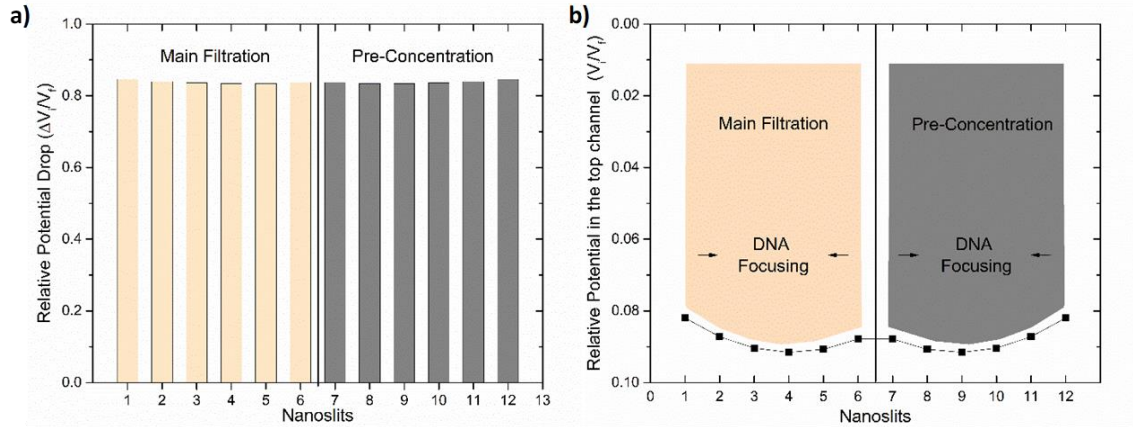 a)
Relative Potential Drop (ΔVᵢ/V_f)
1.0
0.8
0.6
0.4
0.2
0.0
Main Filtration
Pre-Concentration
1 2 3 4 5 6 7 8 9 10 11 12 13
Nanoslits
b)
Relative Potential in the top channel (Vᵢ/V_f)
0.00
0.02
0.04
0.06
0.08
0.10
Main Filtration
Pre-Concentration
DNA
Focusing
DNA
Focusing
0 1 2 3 4 5 6 7 8 9 10 11 12
Nanoslits